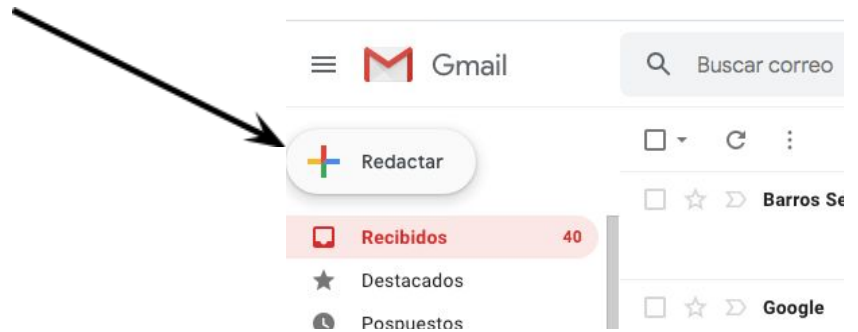 Gmail
Buscar correo
Redactar
Barros Se
Recibidos 40
Destacados
Google
Pospuestos